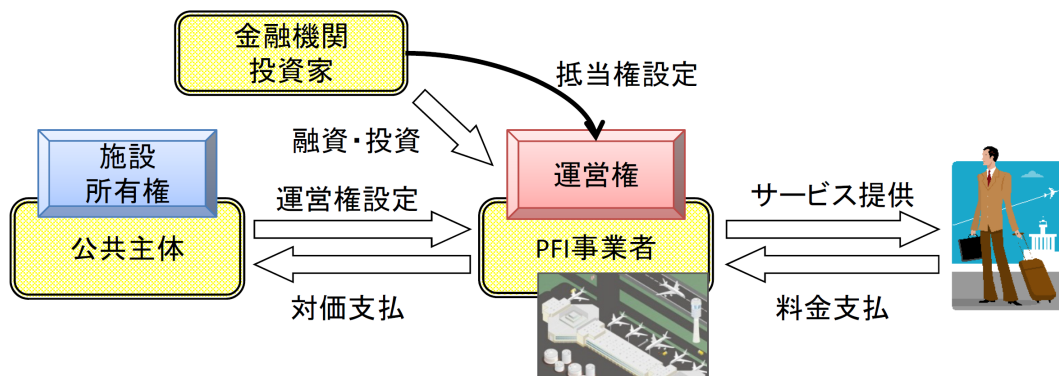 金融機関
投資家
抵当権設定
融資・投資
施設
所有権
運営権
運営権設定
サービス提供
公共主体
PFI事業者
対価支払
料金支払